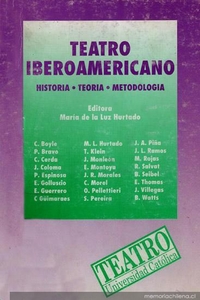 TEATRO
IBEROAMERICANO
HISTORIA • TEORIA • METODOLOGIA
Editora
María de la Luz Hurtado
C. Boyle
P. Bravo
C. Cerda
J. Coloma
P. Espinosa
E. Galluscio
E. Guerrero
C. Guimaraes
M. L. Hurtado
T. Klein
J. Monleón
E. Montoya
J. R. Morales
C. Morel
O. Pellettieri
S. Pereira
J. A. Piña
J. L. Ramos
M. Rojas
R. Salvat
B. Seibel
E. Thomas
J. Villegas
B. Watts
TEATRO
Universidad Católica
memoriachilena.cl